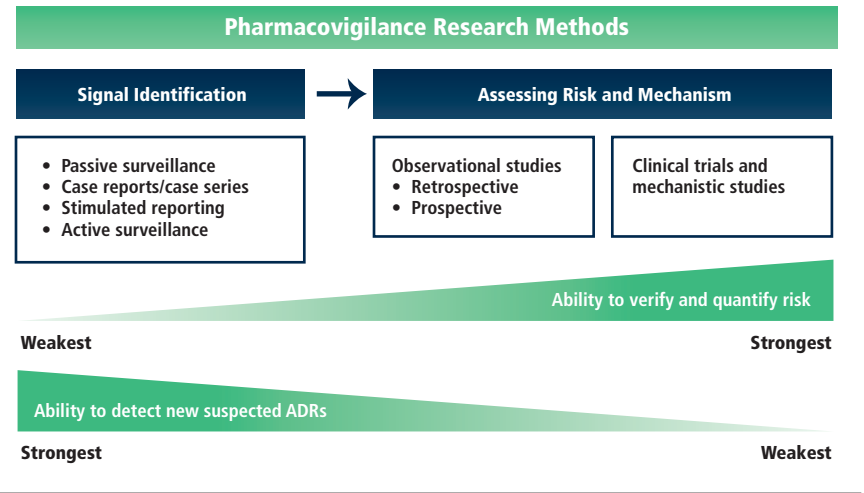 Pharmacovigilance Research Methods
Signal Identification
Assessing Risk and Mechanism
• Passive surveillance
• Case reports/case series
• Stimulated reporting
• Active surveillance
Observational studies
• Retrospective
• Prospective
Clinical trials and
mechanistic studies
Ability to verify and quantify risk
Weakest
Strongest
Ability to detect new suspected ADRs
Strongest
Weakest